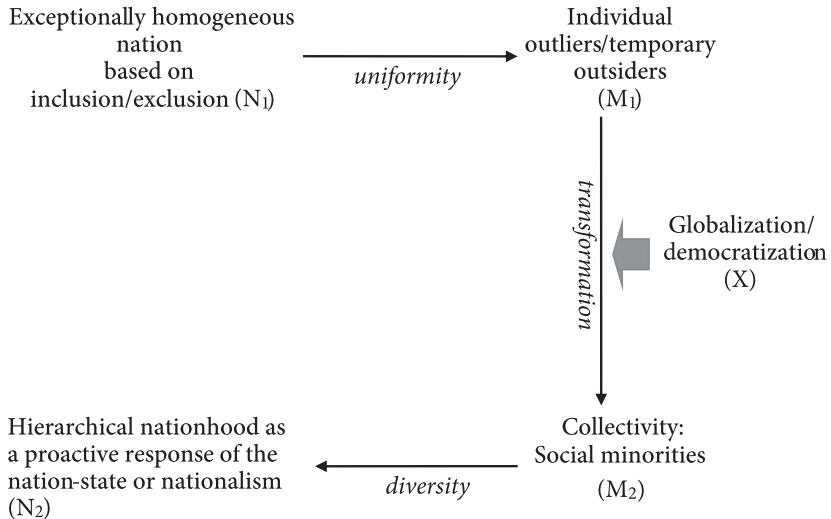 Exceptionally homogeneous
nation
based on
inclusion/exclusion (N1)
uniformity
Individual
outliers/temporary
outsiders
(M1)
transformation
Globalization/
democratization
(X)
Hierarchical nationhood as
a proactive response of the
nation-state or nationalism
(N2)
diversity
Collectivity:
Social minorities
(M2)